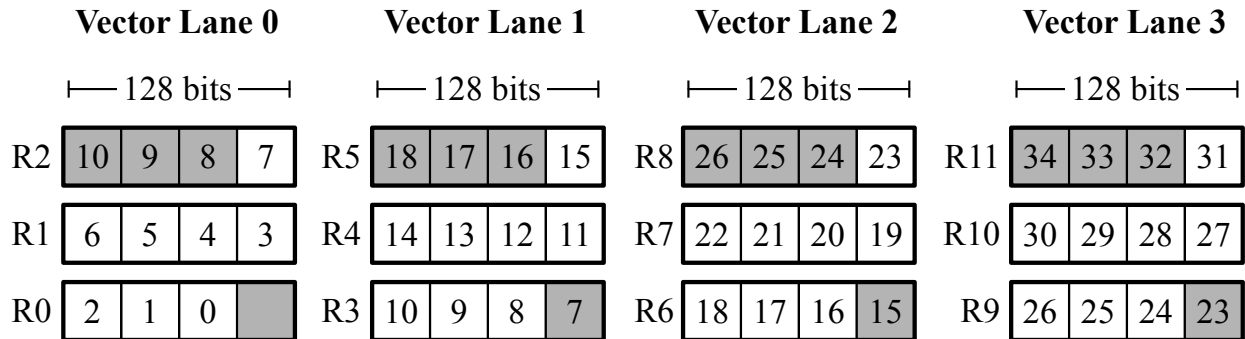 Vector Lane 0 Vector Lane 1 Vector Lane 2 Vector Lane 3
128 bits 128 bits 128 bits 128 bits
R2 10 9 8 7 R5 18 17 16 15 R8 26 25 24 23 R11 34 33 32 31
R1 6 5 4 3 R4 14 13 12 11 R7 22 21 20 19 R10 30 29 28 27
R0 2 1 0 R3 10 9 8 7 R6 18 17 16 15 R9 26 25 24 23